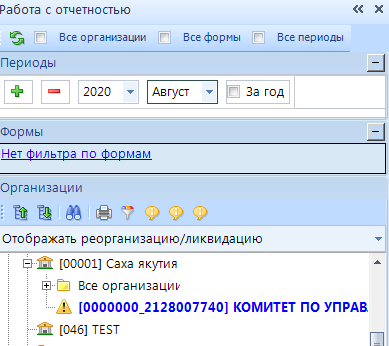 Работа с отчетностью
Все организации Все формы Все периоды
Периоды
2020 Август За год
Формы
Нет фильтра по формам
Организации
Отображать реорганизацию/ликвидацию
[00001] Саха якутия
Все организации
[0000000_2128007740] КОМИТЕТ ПО УПРАВ
[046] TEST